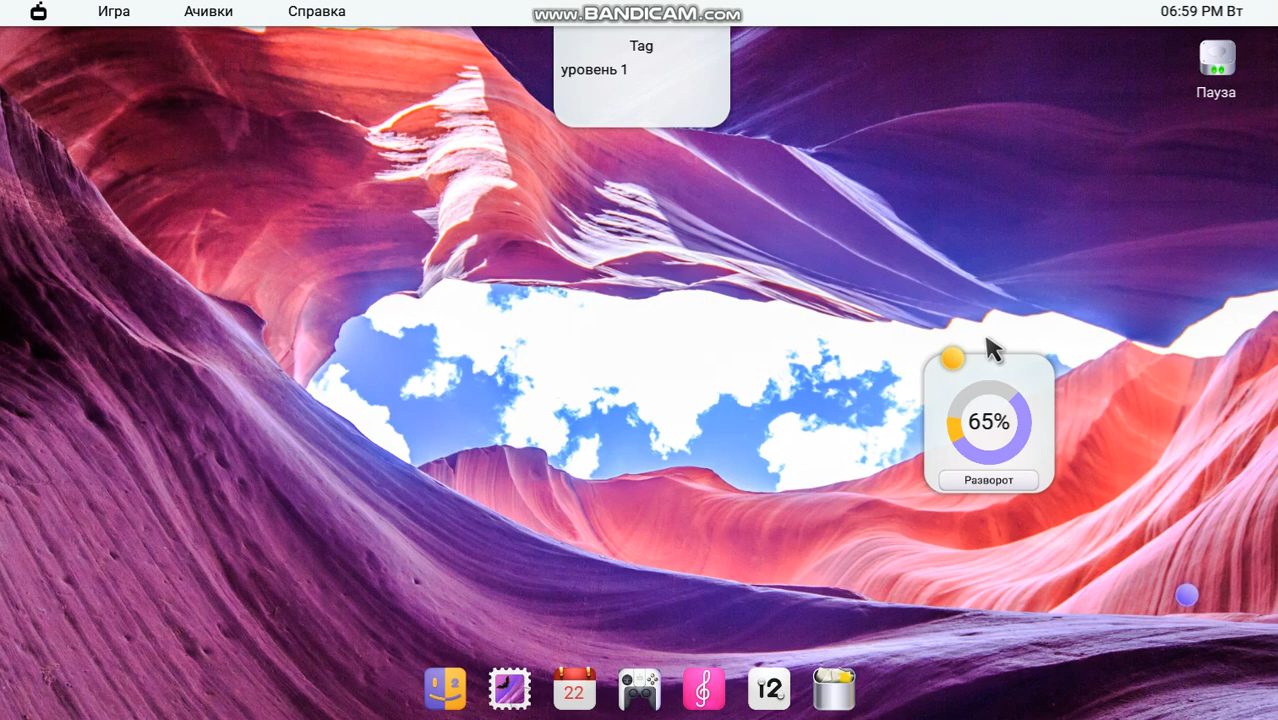 Игра Ачивки Справка www.BANDICAM.com 06:59 PM Вт
Tag
уровень 1
Пауза
65%
Разворот
22
12